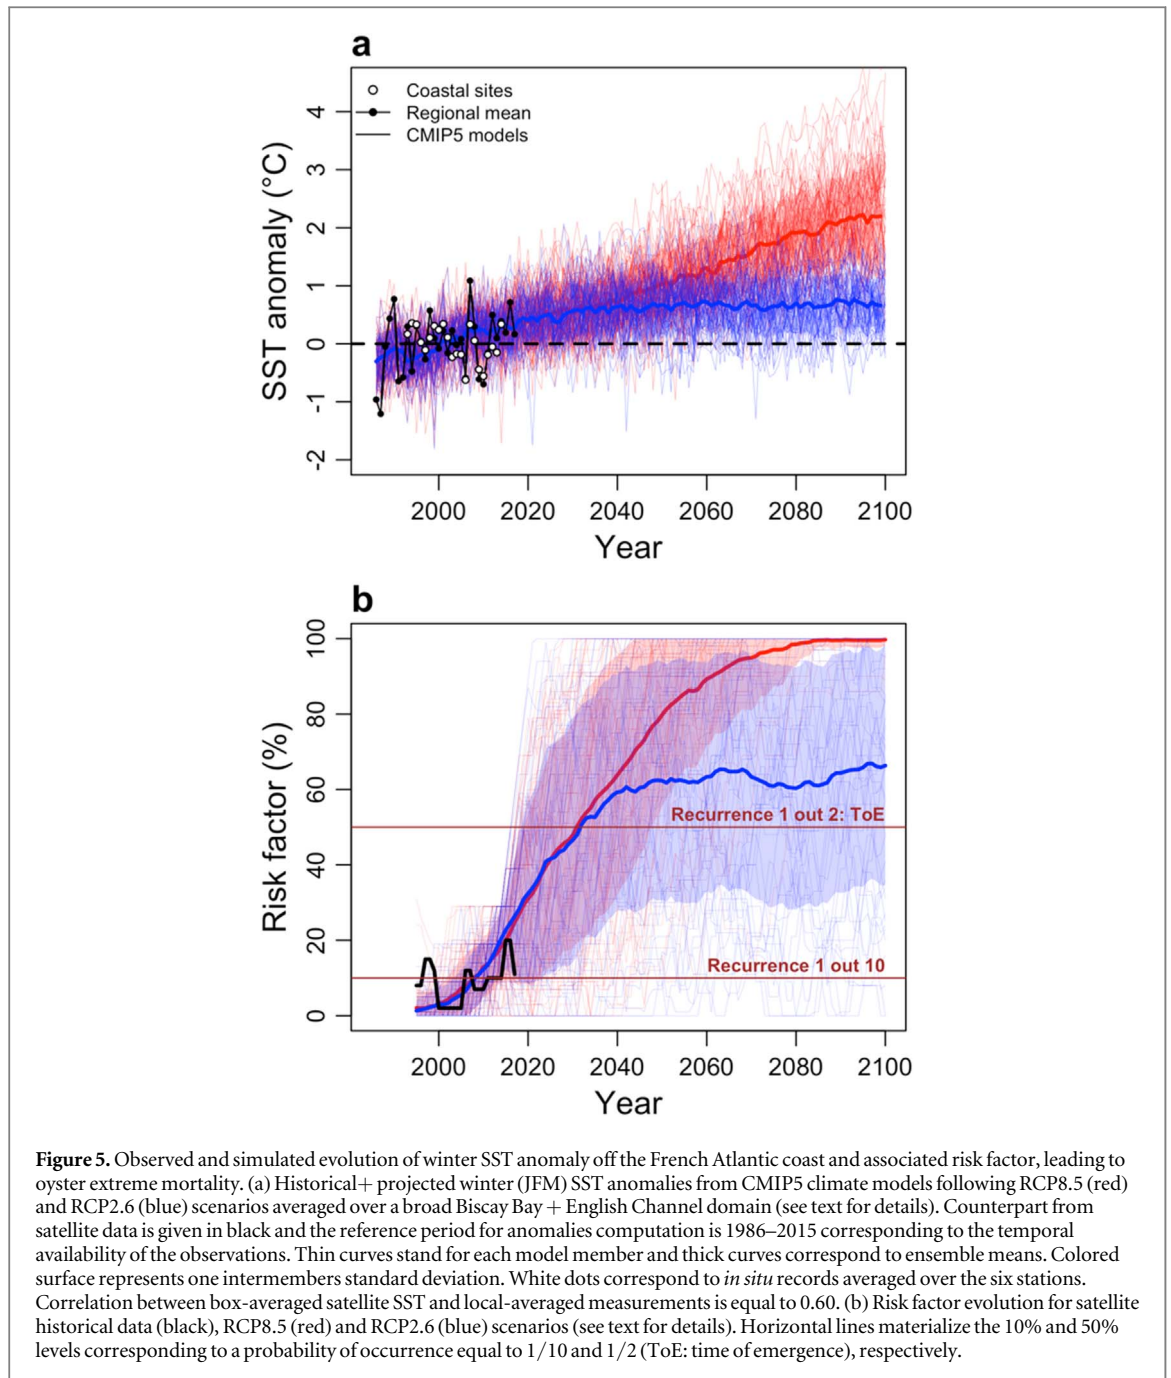 a
Coastal sites
Regional mean
CMIP5 models
SST anomaly (°C)
4
3
2
1
0
-1
-2
2000 2020 2040 2060 2080 2100
Year
b
Risk factor (%)
100
80
60
40
20
0
Recurrence 1 out 2: ToE
Recurrence 1 out 10
2000 2020 2040 2060 2080 2100
Year
Figure 5. Observed and simulated evolution of winter SST anomaly off the French Atlantic coast and associated risk factor, leading to
oyster extreme mortality. (a) Historical+ projected winter (JFM) SST anomalies from CMIP5 climate models following RCP8.5 (red)
and RCP2.6 (blue) scenarios averaged over a broad Biscay Bay + English Channel domain (see text for details). Counterpart from
satellite data is given in black and the reference period for anomalies computation is 1986–2015 corresponding to the temporal
availability of the observations. Thin curves stand for each model member and thick curves correspond to ensemble means. Colored
surface represents one intermembers standard deviation. White dots correspond to in situ records averaged over the six stations.
Correlation between box-averaged satellite SST and local-averaged measurements is equal to 0.60. (b) Risk factor evolution for satellite
historical data (black), RCP8.5 (red) and RCP2.6 (blue) scenarios (see text for details). Horizontal lines materialize the 10% and 50%
levels corresponding to a probability of occurrence equal to 1/10 and 1/2 (ToE: time of emergence), respectively.